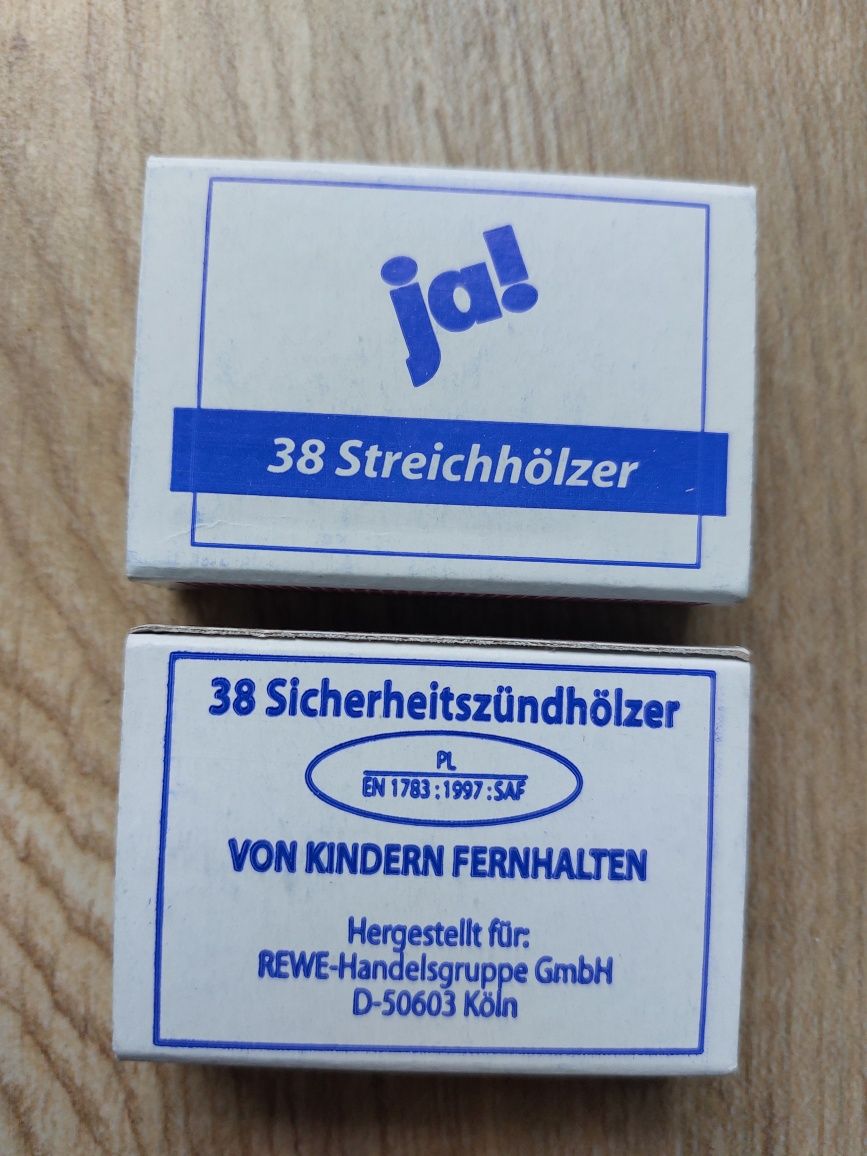 ja!
38 Streichhölzer
38 Sicherheitszündhölzer
PL
EN 1783:1997:SAF
VON KINDERN FERNHALTEN
Hergestellt für:
REWE-Handelsgruppe GmbH
D-50603 Köln